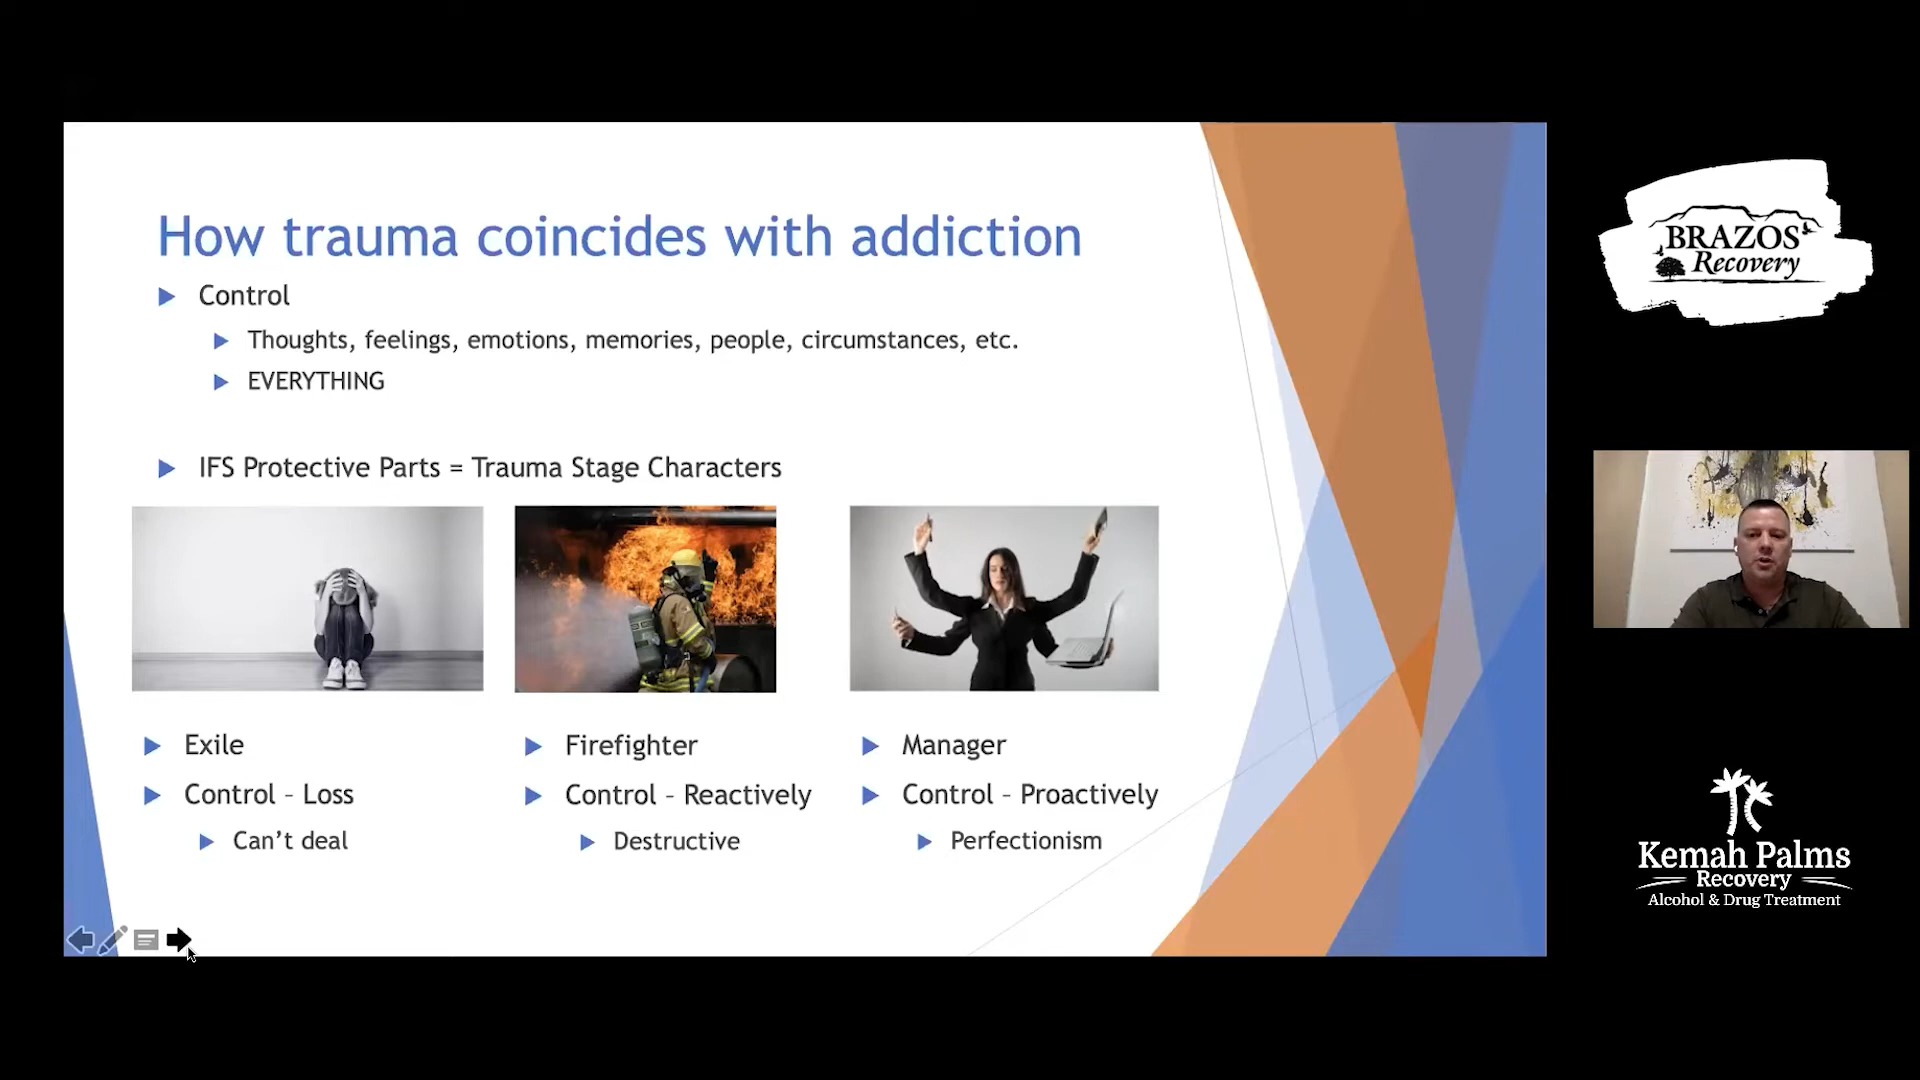 How trauma coincides with addiction
Control
Thoughts, feelings, emotions, memories, people, circumstances, etc.
EVERYTHING
IFS Protective Parts = Trauma Stage Characters
Exile
Control – Loss
Can’t deal
Firefighter
Control – Reactively
Destructive
Manager
Control – Proactively
Perfectionism
BRAZOS
Recovery
Kemah Palms
Recovery
Alcohol & Drug Treatment